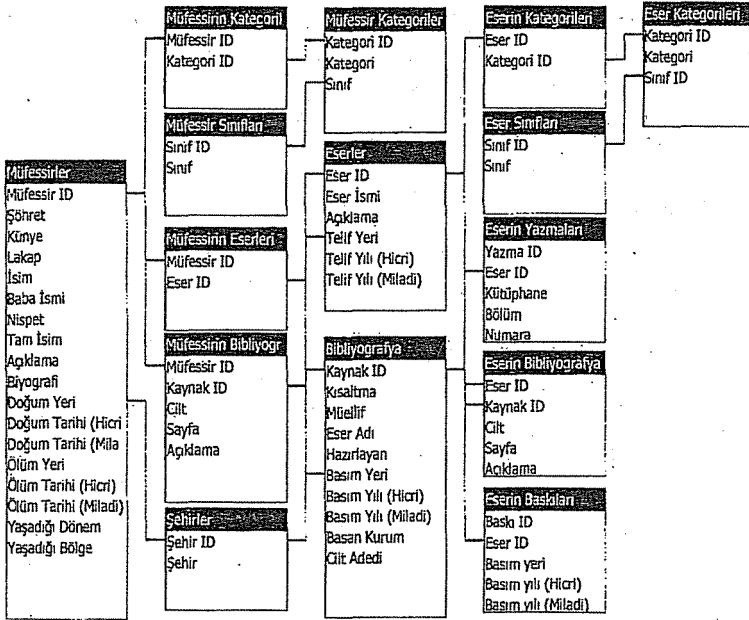 Müfessirler
Müfessir ID
Şöhret
Künye
Lakap
İsim
Baba İsmi
Nispet
Tam İsim
Açıklama
Biyografi
Doğum Yeri
Doğum Tarihi (Hicri
Doğum Tarihi (Mila
Ölüm Yeri
Ölüm Tarihi (Hicri)
Ölüm Tarihi (Miladi)
Yaşadığı Dönem
Yaşadığı Bölge
Müfessirin Kategoril
Müfessir ID
Kategori ID
Müfessir Sınıfları
Sınıf ID
Sınıf
Müfessirin Eserleri
Müfessir ID
Eser ID
Müfessirin Bibliyogr
Müfessir ID
Kaynak ID
Cilt
Sayfa
Açıklama
Şehirler
Şehir ID
Şehir
Müfessir Kategoriler
Kategori ID
Kategori
Sınıf
Eserler
Eser ID
Eser İsmi
Açıklama
Telif Yeri
Telif Yılı (Hicri)
Telif Yılı (Miladi)
Bibliyografya
Kaynak ID
Kısaltma
Müellif
Eser Adı
Hazırlayan
Basım Yeri
Basım Yılı (Hicri)
Basım Yılı (Miladi)
Basan Kurum
Cilt Adedi
Eserin Kategorileri
Eser ID
Kategori ID
Eser Sınıfları
Sınıf ID
Sınıf
Eserin Yazmaları
Yazma ID
Eser ID
Kütüphane
Bölüm
Numara
Eserin Bibliyografya
Eser ID
Kaynak ID
Cilt
Sayfa
Açıklama
Eserin Baskıları
Baskı ID
Eser ID
Basım yeri
Basım yılı (Hicri)
Basım yılı (Miladi)
Eser Kategorileri
Kategori ID
Kategori
Sınıf ID